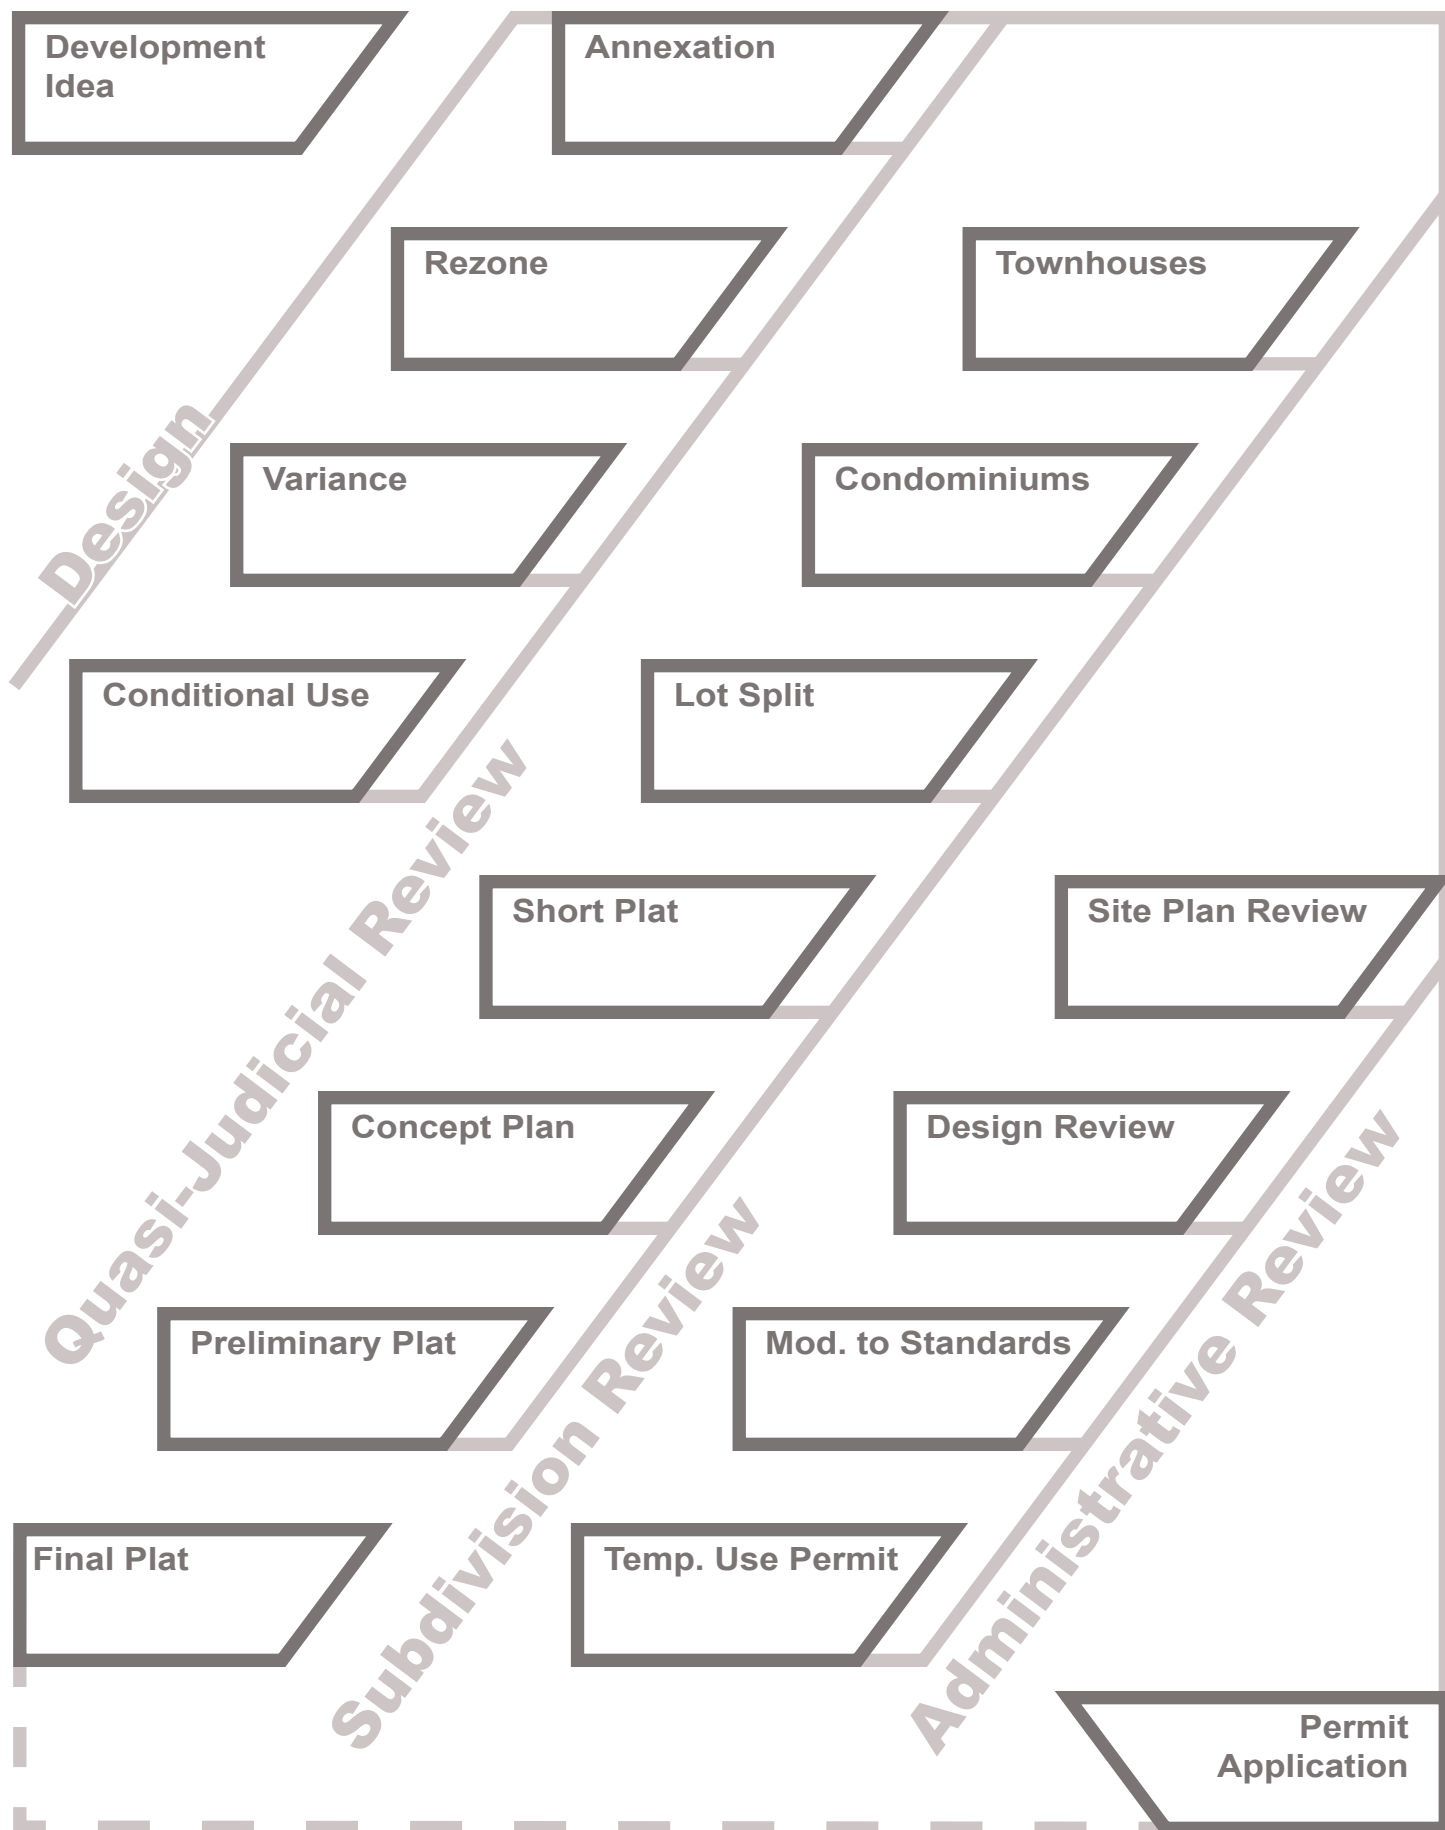 Development
Idea
Annexation
Rezone
Townhouses
Design
Variance
Condominiums
Conditional Use
Lot Split
Quasi-Judicial Review
Short Plat
Site Plan Review
Concept Plan
Design Review
Subdivision Review
Administrative Review
Preliminary Plat
Mod. to Standards
Final Plat
Temp. Use Permit
Permit
Application